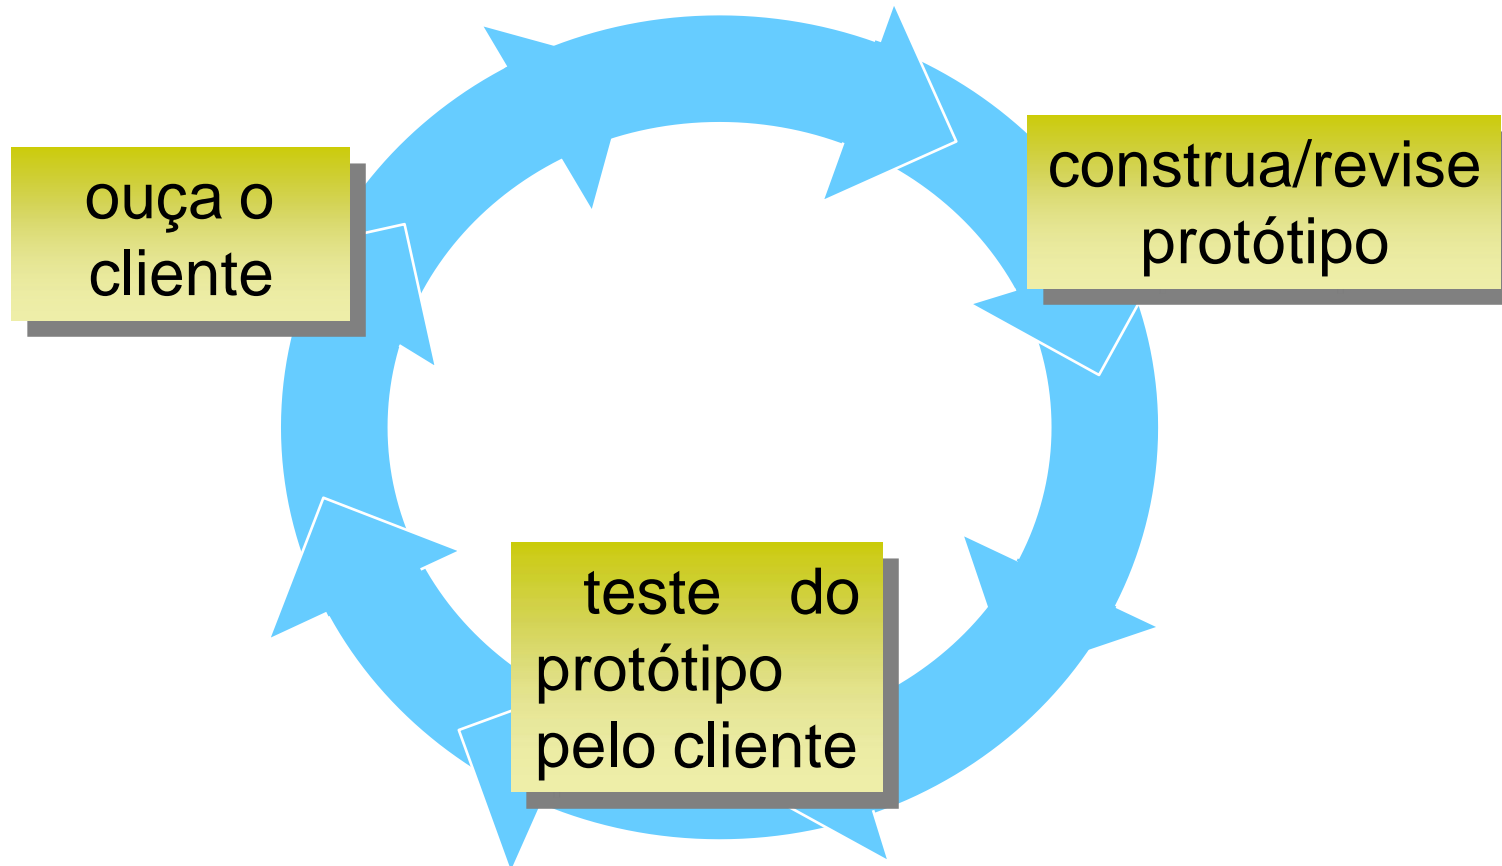 ouça o
cliente
construa/revise
protótipo
teste do
protótipo
pelo cliente